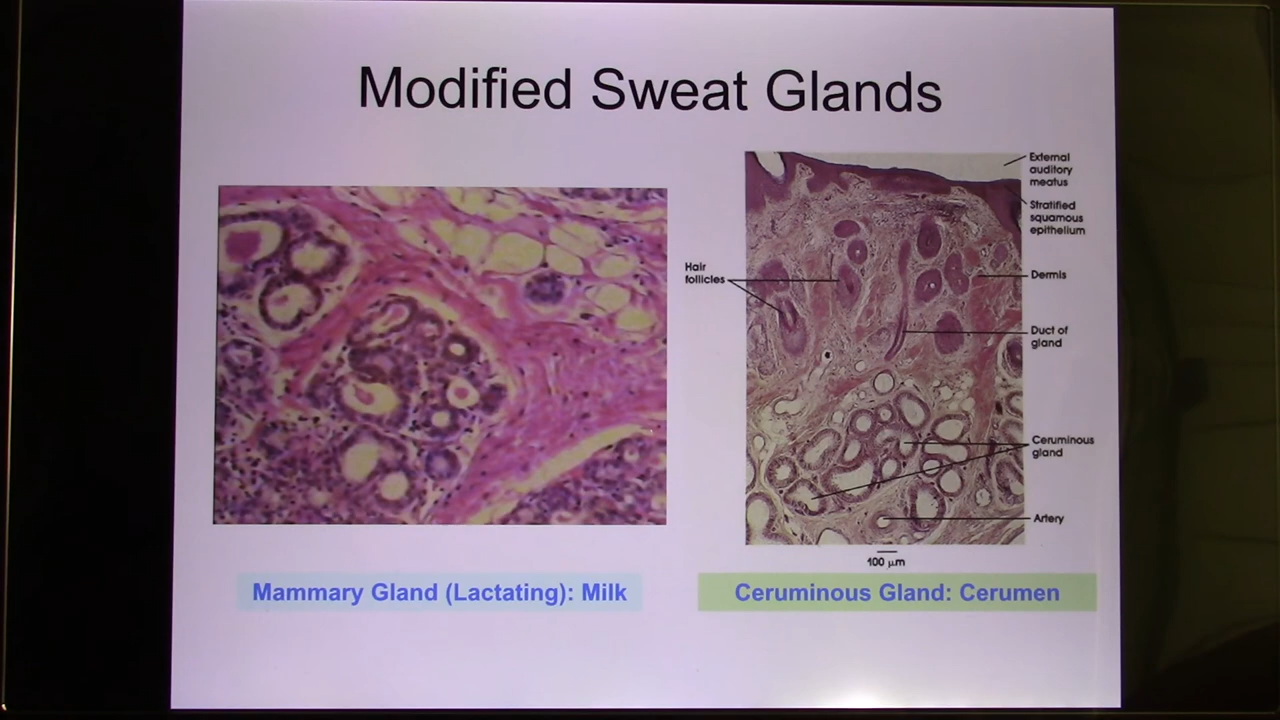 Modified Sweat Glands
External
auditory
meatus
Stratified
squamous
epithelium
Hair
follicles
Dermis
Duct of
gland
Ceruminous
gland
Artery
100 μm
Mammary Gland (Lactating): Milk
Ceruminous Gland: Cerumen